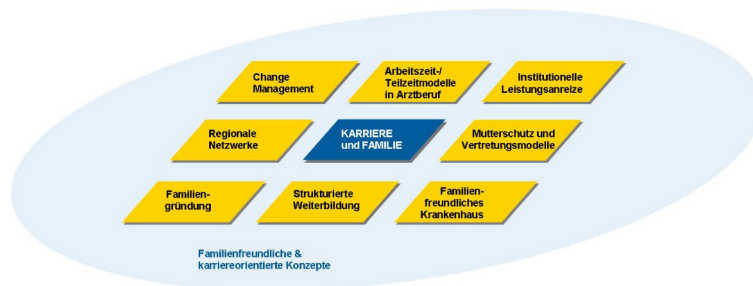 Change
Management
Arbeitszeit-/
Teilzeitmodelle
in Arztberuf
Institutionelle
Leistungsanreize
Regionale
Netzwerke
KARRIERE
und FAMILIE
Mutterschutz und
Vertretungsmodelle
Familien-
gründung
Strukturierte
Weiterbildung
Familien-
freundliches
Krankenhaus
Familienfreundliche &
karriereorientierte Konzepte